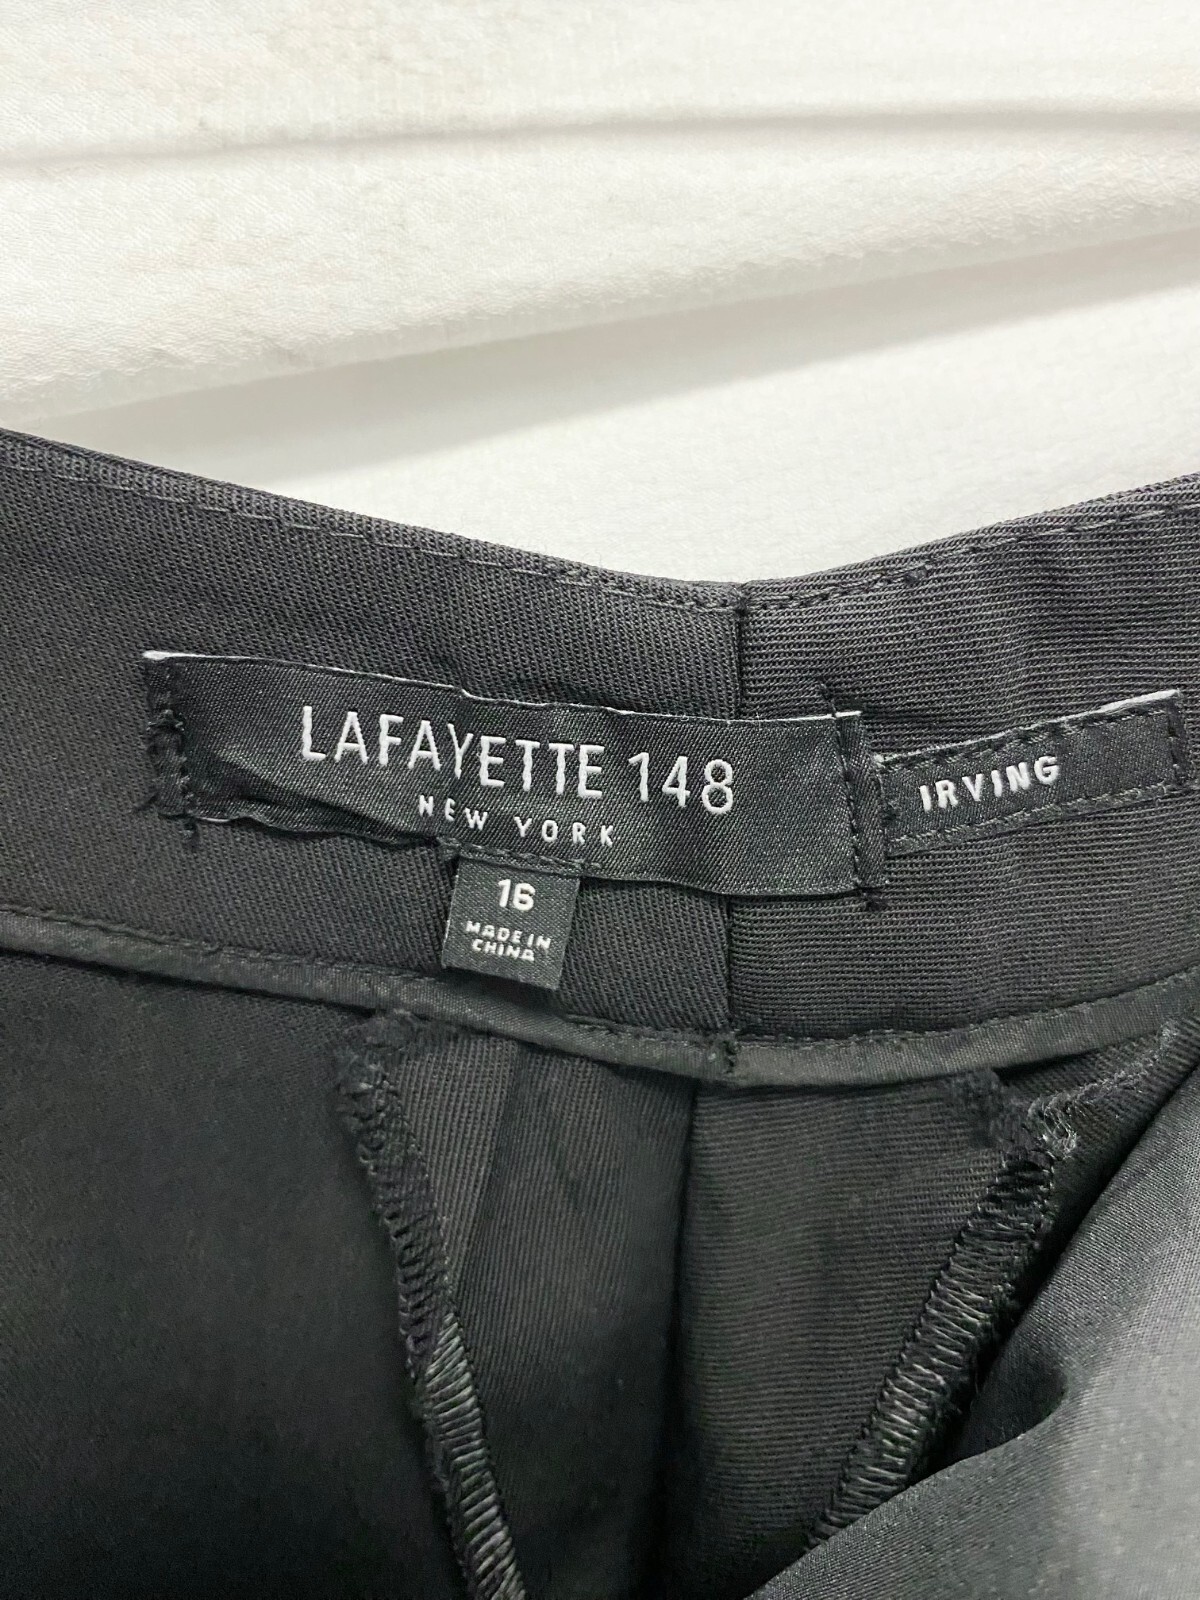 LAFAYETTE 148
NEW YORK
IRVING
16
MADE IN
CHINA